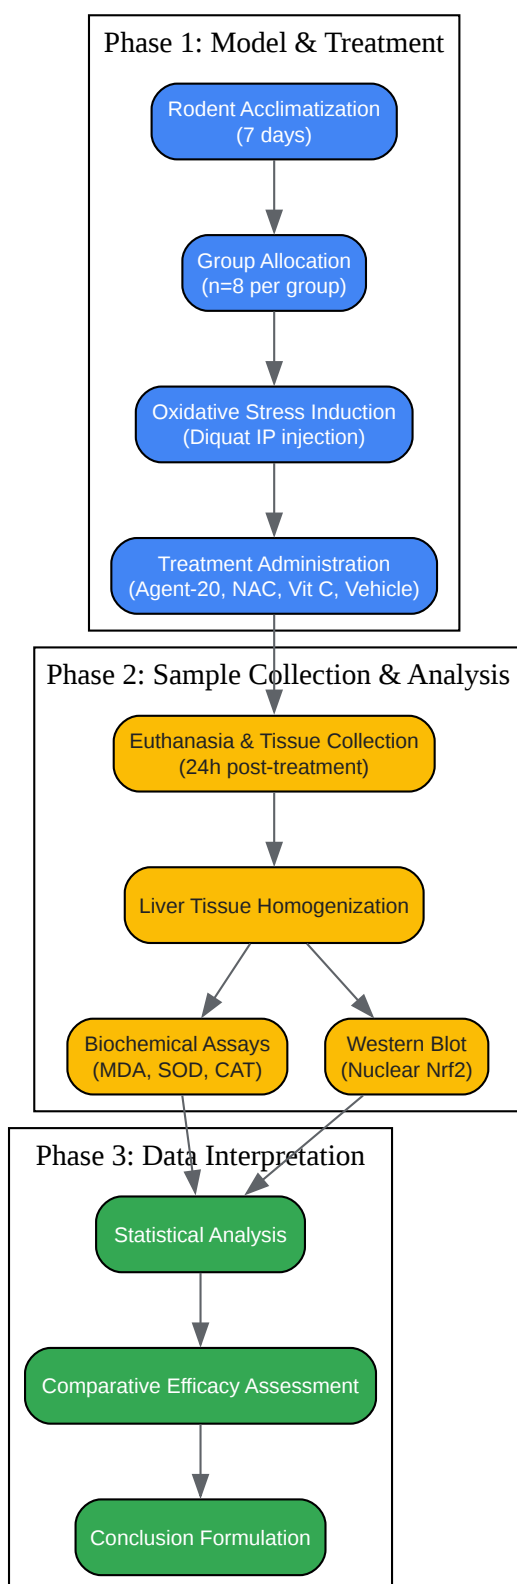 Phase 1: Model & Treatment
Rodent Acclimatization
(7 days)
Group Allocation
(n=8 per group)
Oxidative Stress Induction
(Diquat IP injection)
Treatment Administration
(Agent-20, NAC, Vit C, Vehicle)
Phase 2: Sample Collection & Analysis
Euthanasia & Tissue Collection
(24h post-treatment)
Liver Tissue Homogenization
Biochemical Assays
(MDA, SOD, CAT)
Western Blot
(Nuclear Nrf2)
Phase 3: Data Interpretation
Statistical Analysis
Comparative Efficacy Assessment
Conclusion Formulation